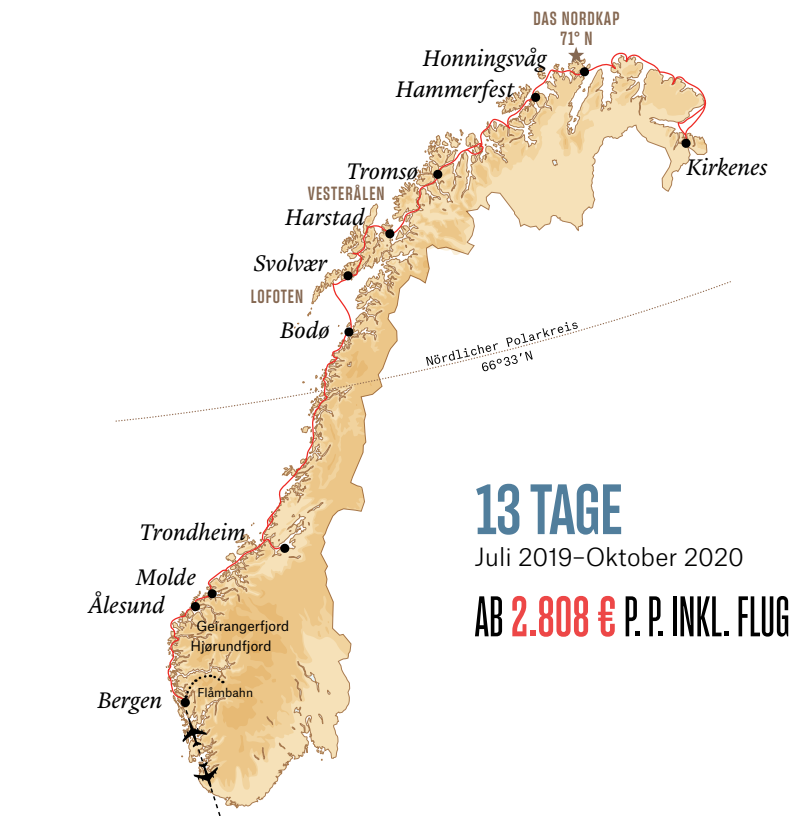 DAS NORDKAP
71° N
Honningsvåg
Hammerfest
Kirkenes
Tromsø
VESTERÅLEN
Harstad
Svolvær
LOFOTEN
Bodø
Nördlicher Polarkreis
66°33'N
13 TAGE
Juli 2019–Oktober 2020
AB 2.808 € P. P. INKL. FLUG
Trondheim
Molde
Ålesund
Geirangerfjord
Hjørundfjord
Flåmbahn
Bergen